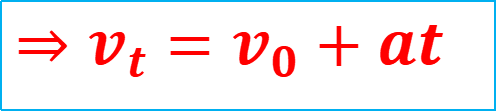 ⇒ 𝒗ₜ = 𝒗₀ + 𝒂𝒕